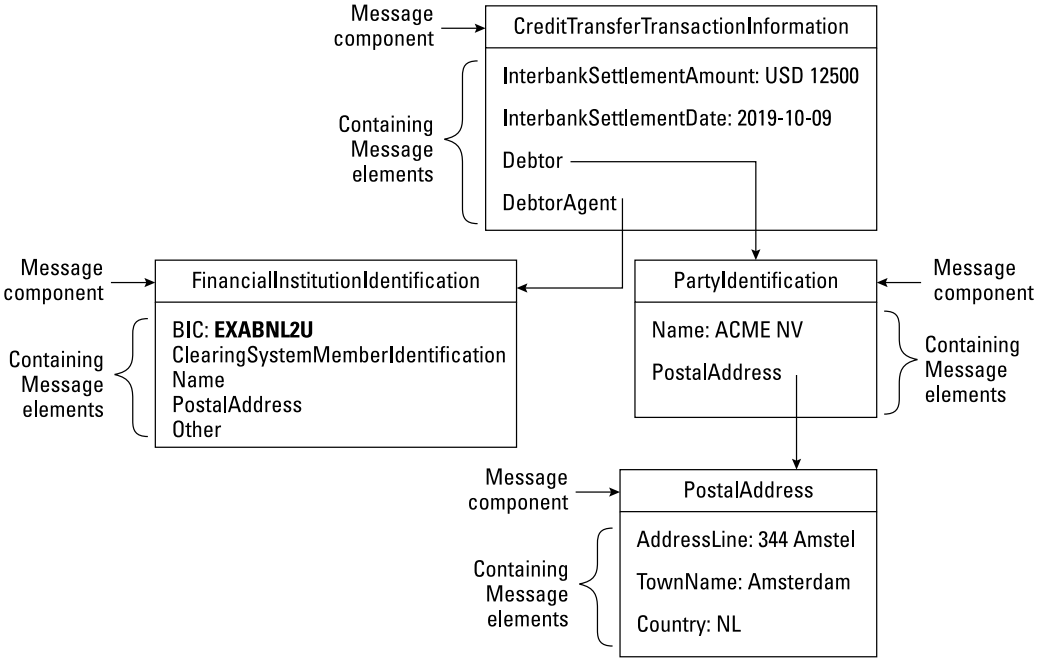 Message
component
CreditTransferTransactionInformation
Containing
Message
elements
InterbankSettlementAmount: USD 12500
InterbankSettlementDate: 2019-10-09
Debtor
DebtorAgent
Message
component
FinancialInstitutionIdentification
Containing
Message
elements
BIC: EXABNL2U
ClearingSystemMemberIdentification
Name
PostalAddress
Other
PartyIdentification
Message
component
Name: ACME NV
PostalAddress
Containing
Message
elements
Message
component
PostalAddress
Containing
Message
elements
AddressLine: 344 Amstel
TownName: Amsterdam
Country: NL